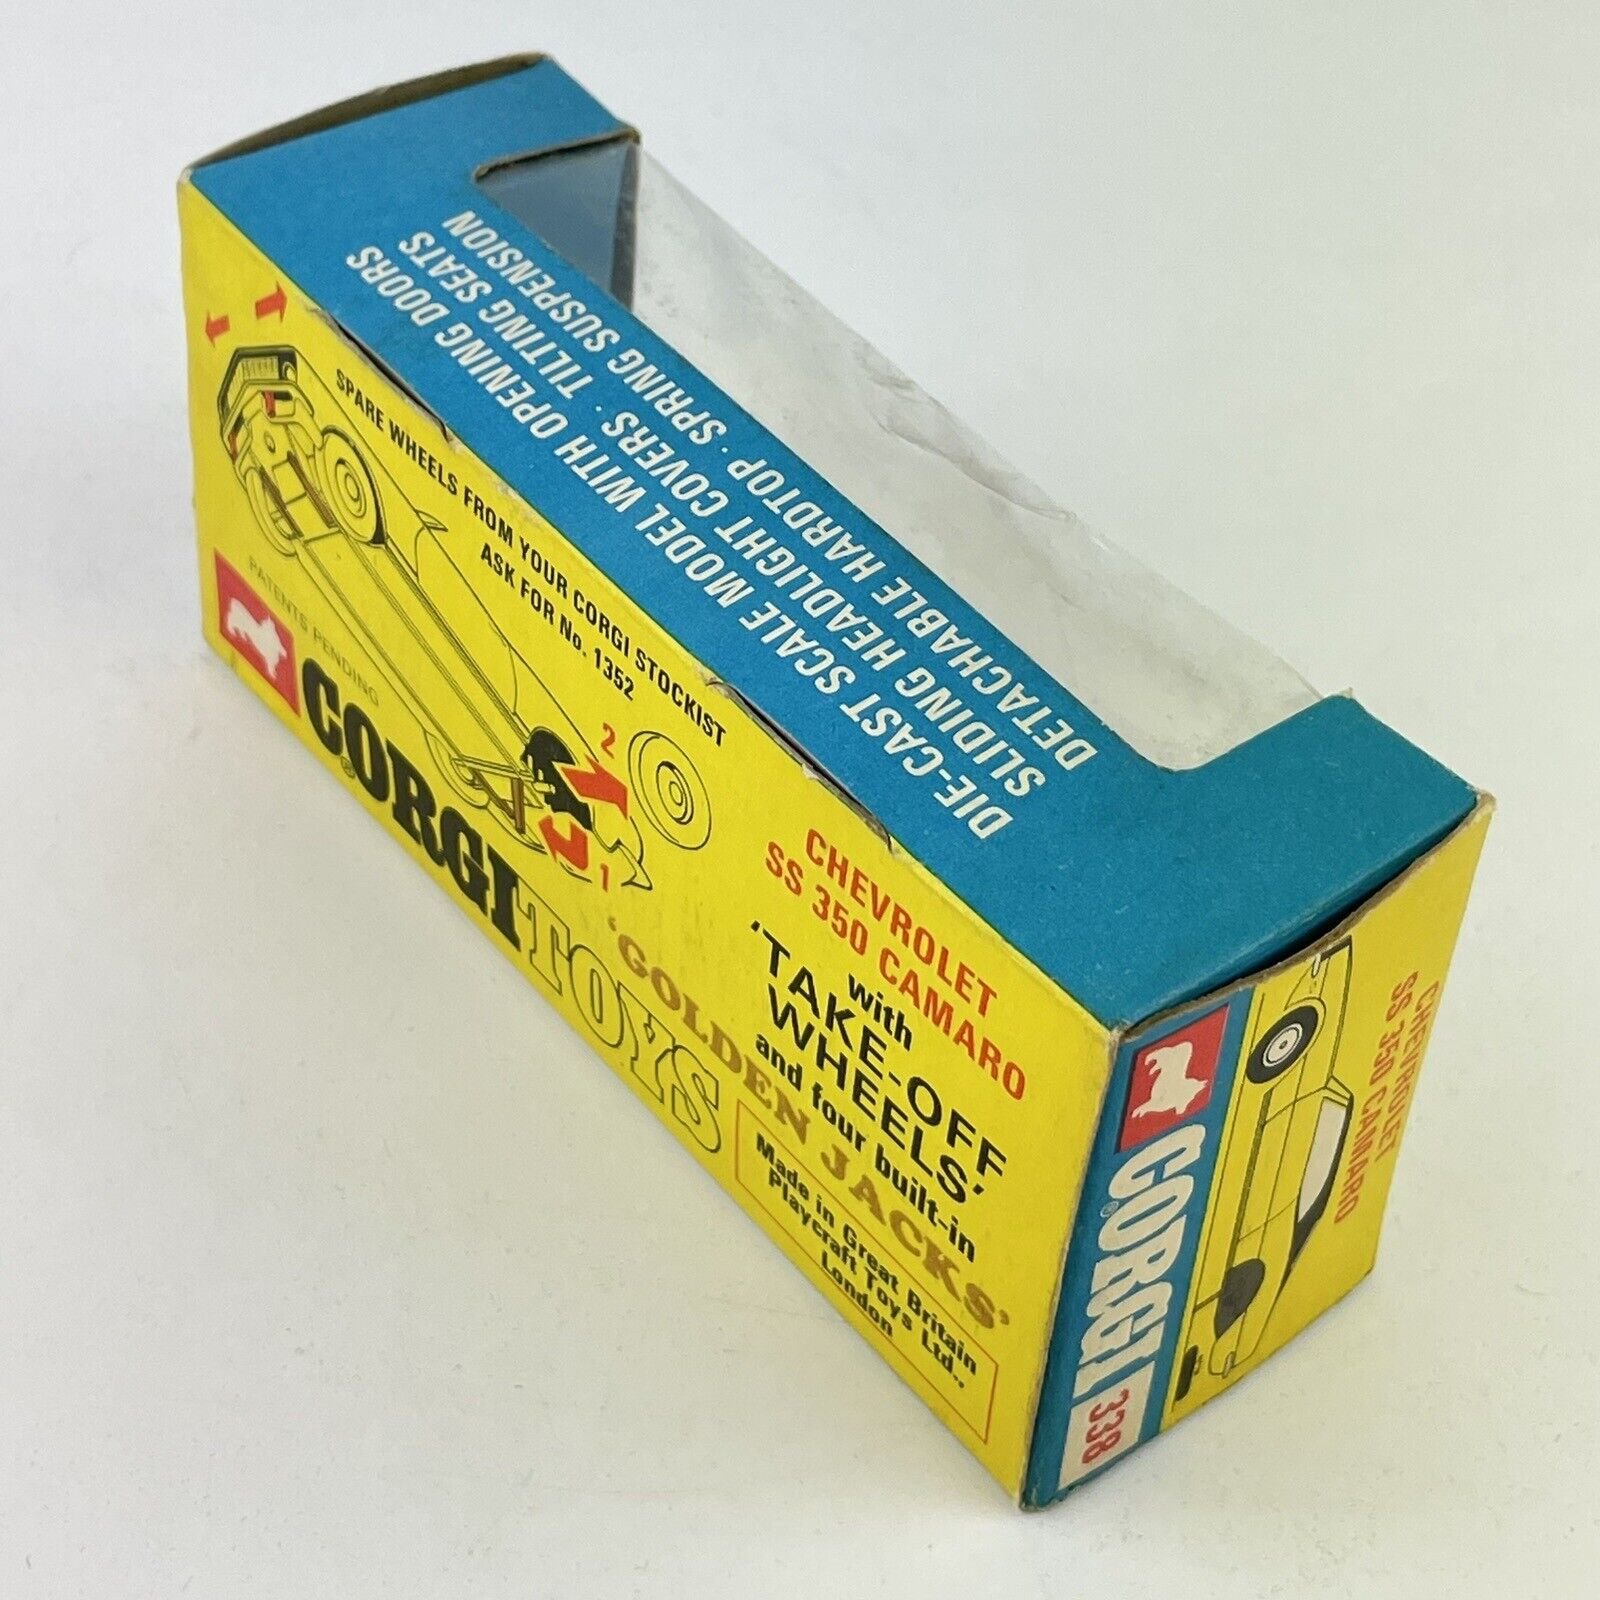 DIE-CAST SCALE MODEL WITH OPENING DOORS
SLIDING HEADLIGHT COVERS · TILTING SEATS
DETACHABLE HARDTOP · SPRING SUSPENSION
SPARE WHEELS FROM YOUR CORGI STOCKIST
ASK FOR No. 1352
2
1
PATENTS PENDING
CORGI TOYS
®
CHEVROLET
SS 350 CAMARO
with
'TAKE-OFF
WHEELS'
and four built-in
'GOLDEN JACKS'
Made in Great Britain
Playcraft Toys Ltd.,
London
CHEVROLET
SS 350 CAMARO
CORGI
®
338